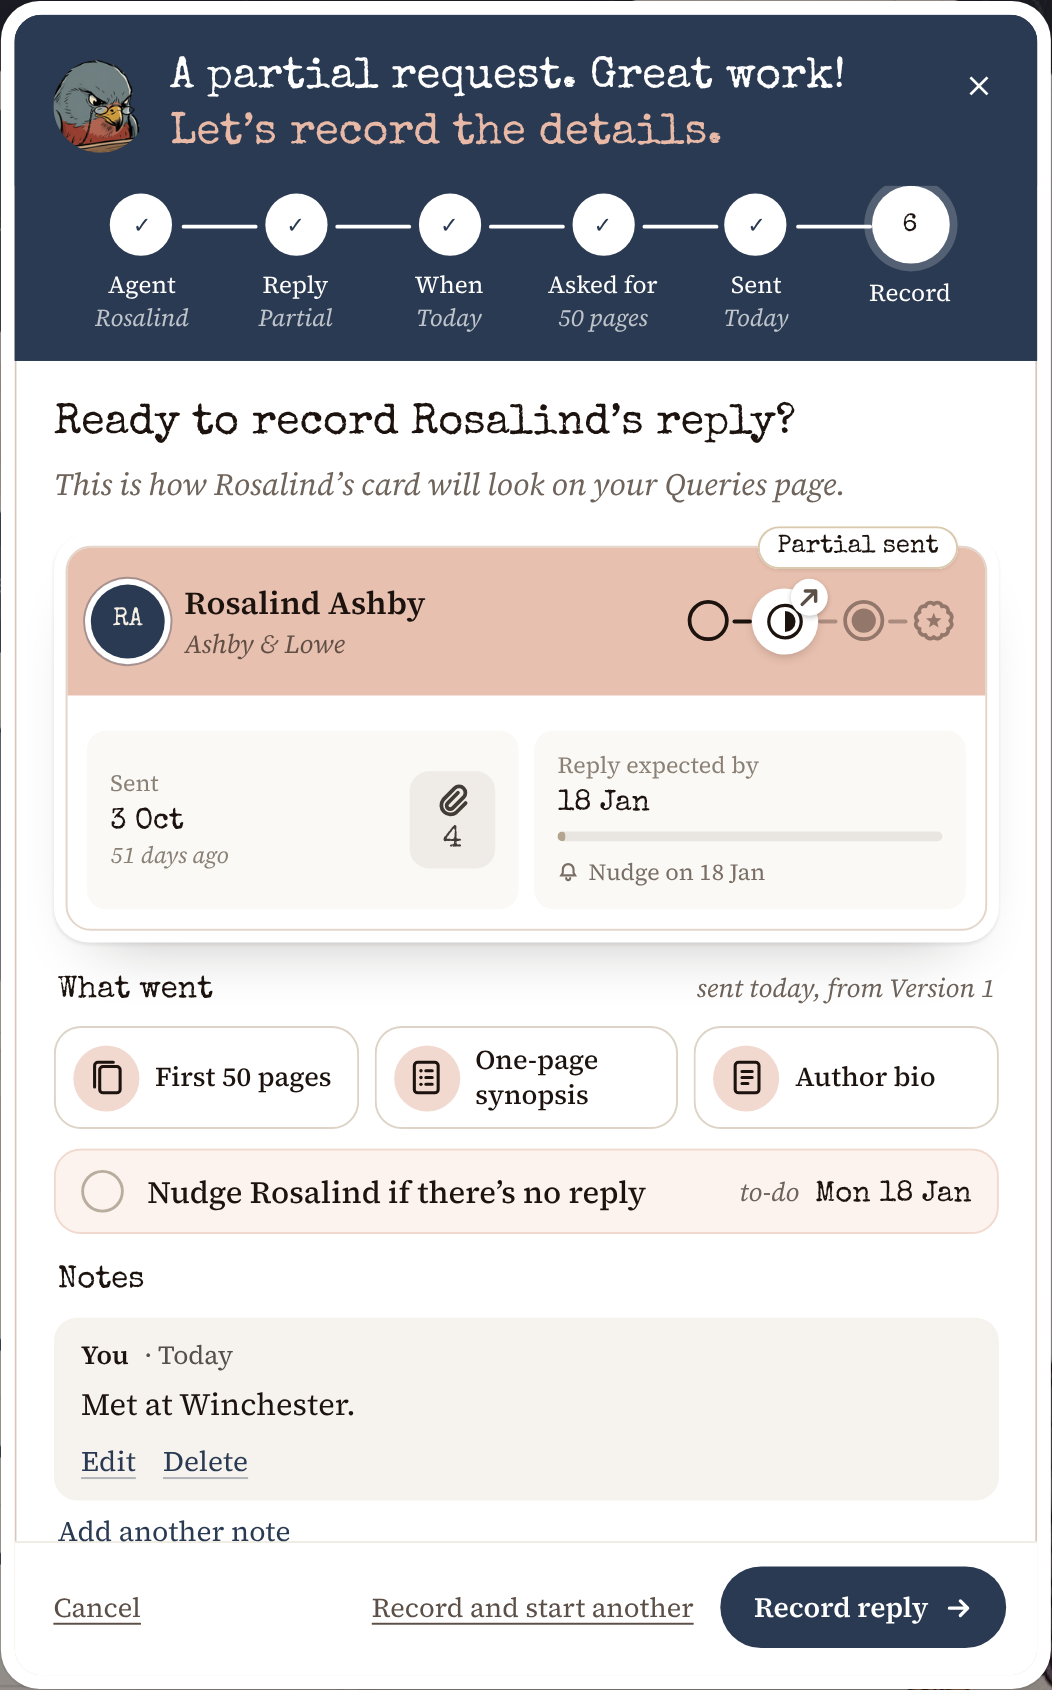 A partial request. Great work!
Let's record the details.
6
Agent
Rosalind
Reply
Partial
When
Today
Asked for
50 pages
Sent
Today
Record
Ready to record Rosalind's reply?
This is how Rosalind's card will look on your Queries page.
Partial sent
RA
Rosalind Ashby
Ashby & Lowe
Sent
3 Oct
51 days ago
4
Reply expected by
18 Jan
Nudge on 18 Jan
What went
sent today, from Version 1
First 50 pages
One-page
synopsis
Author bio
Nudge Rosalind if there's no reply
to-do Mon 18 Jan
Notes
You · Today
Met at Winchester.
Edit Delete
Add another note
Cancel
Record and start another
Record reply →